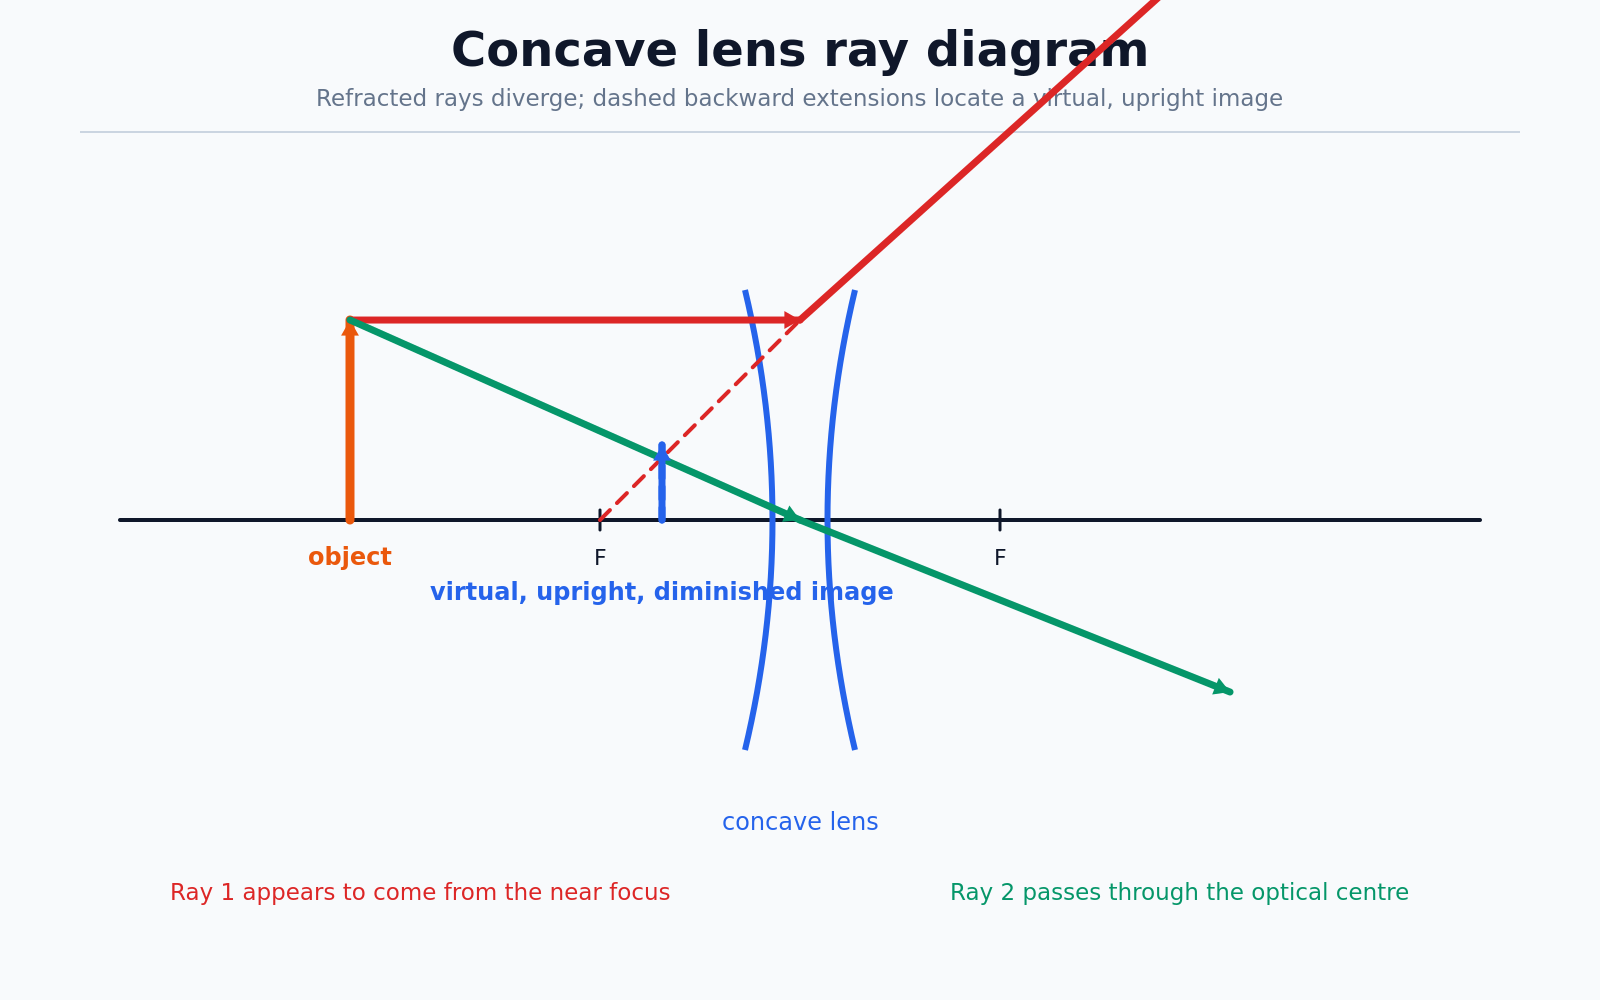 Concave lens ray diagram
Refracted rays diverge; dashed backward extensions locate a virtual, upright image
object
F
F
virtual, upright, diminished image
concave lens
Ray 1 appears to come from the near focus
Ray 2 passes through the optical centre